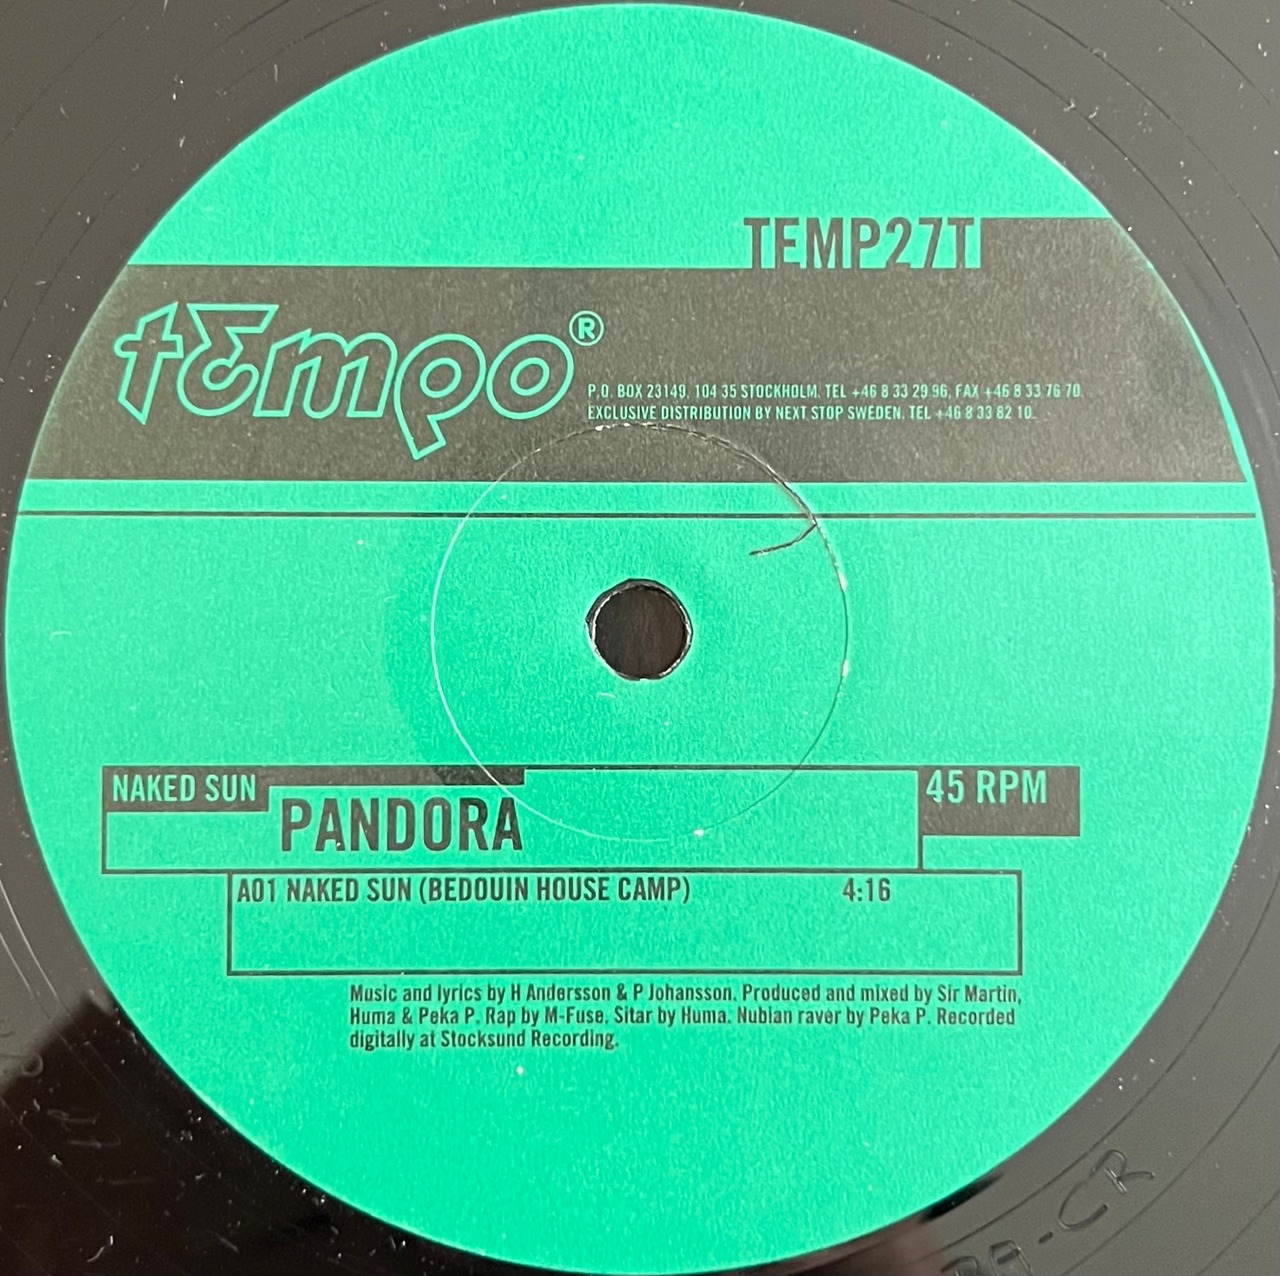 TEMP27T
tEmpo®
P.O. BOX 23149, 104 35 STOCKHOLM. TEL +46 8 33 29 96, FAX +46 8 33 76 70.
EXCLUSIVE DISTRIBUTION BY NEXT STOP SWEDEN. TEL +46 8 33 82 10.
NAKED SUN
PANDORA
45 RPM
A01 NAKED SUN (BEDOUIN HOUSE CAMP) 4:16
Music and lyrics by H Andersson & P Johansson. Produced and mixed by Sir Martin,
Huma & Peka P. Rap by M-Fuse. Sitar by Huma. Nubian raver by Peka P. Recorded
digitally at Stocksund Recording.
-CR